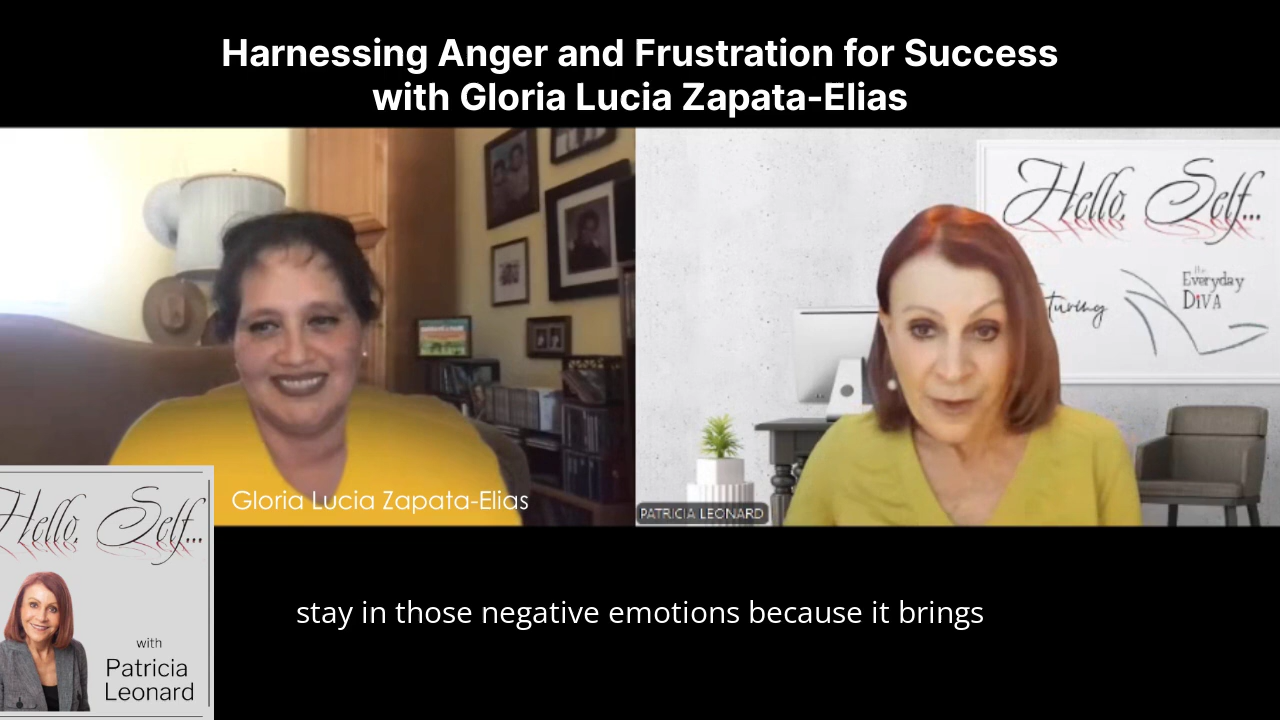 Harnessing Anger and Frustration for Success
with Gloria Lucia Zapata-Elias
Hello, Self...
the
Everyday
DIVA
Gloria Lucia Zapata-Elias
PATRICIA LEONARD
Hello, Self...
with
Patricia
Leonard
stay in those negative emotions because it brings